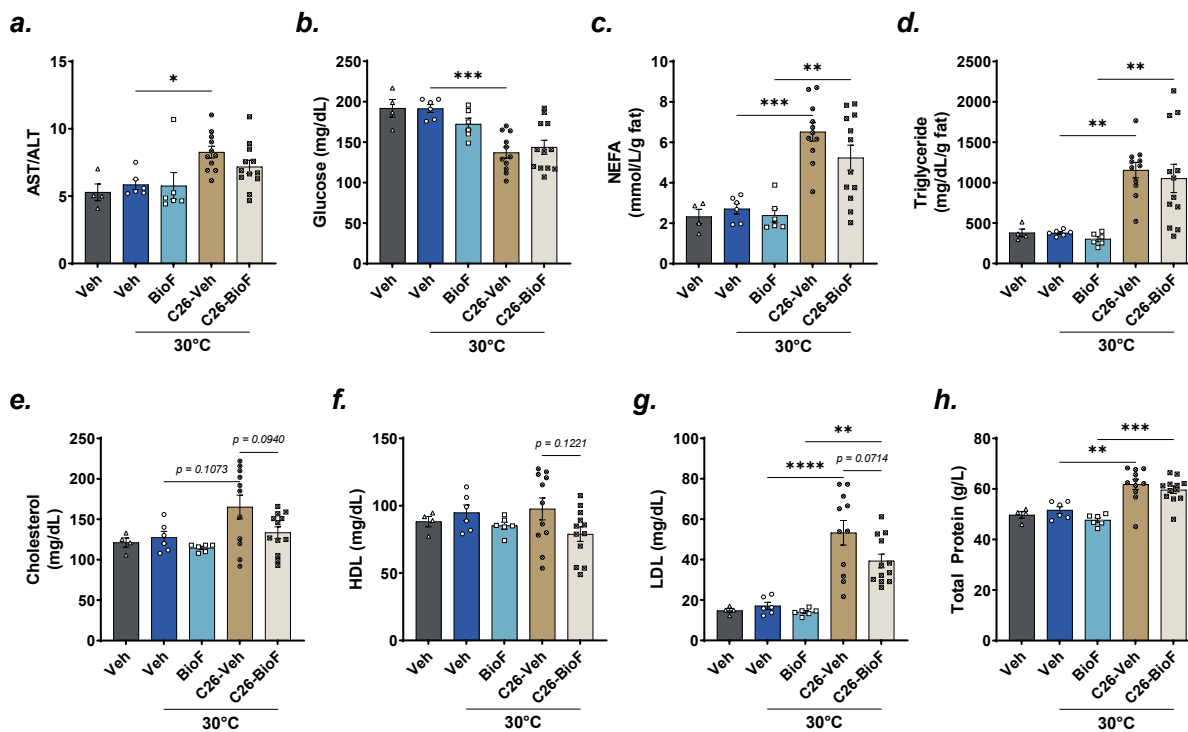 a.
AST/ALT
15
10
5
0
*
Veh
Veh
BioF
C26-Veh
C26-BioF
30°C
b.
Glucose (mg/dL)
250
200
150
100
50
0
***
Veh
Veh
BioF
C26-Veh
C26-BioF
30°C
c.
NEFA
(mmol/L/g fat)
10
8
6
4
2
0
**
***
Veh
Veh
BioF
C26-Veh
C26-BioF
30°C
d.
Triglyceride
(mg/dL/g fat)
2500
2000
1500
1000
500
0
**
**
Veh
Veh
BioF
C26-Veh
C26-BioF
30°C
e.
Cholesterol
(mg/dL)
250
200
150
100
50
0
p = 0.0940
p = 0.1073
Veh
Veh
BioF
C26-Veh
C26-BioF
30°C
f.
HDL (mg/dL)
150
100
50
0
p = 0.1221
Veh
Veh
BioF
C26-Veh
C26-BioF
30°C
g.
LDL (mg/dL)
100
80
60
40
20
0
**
****
p = 0.0714
Veh
Veh
BioF
C26-Veh
C26-BioF
30°C
h.
Total Protein (g/L)
80
60
40
20
0
***
**
Veh
Veh
BioF
C26-Veh
C26-BioF
30°C